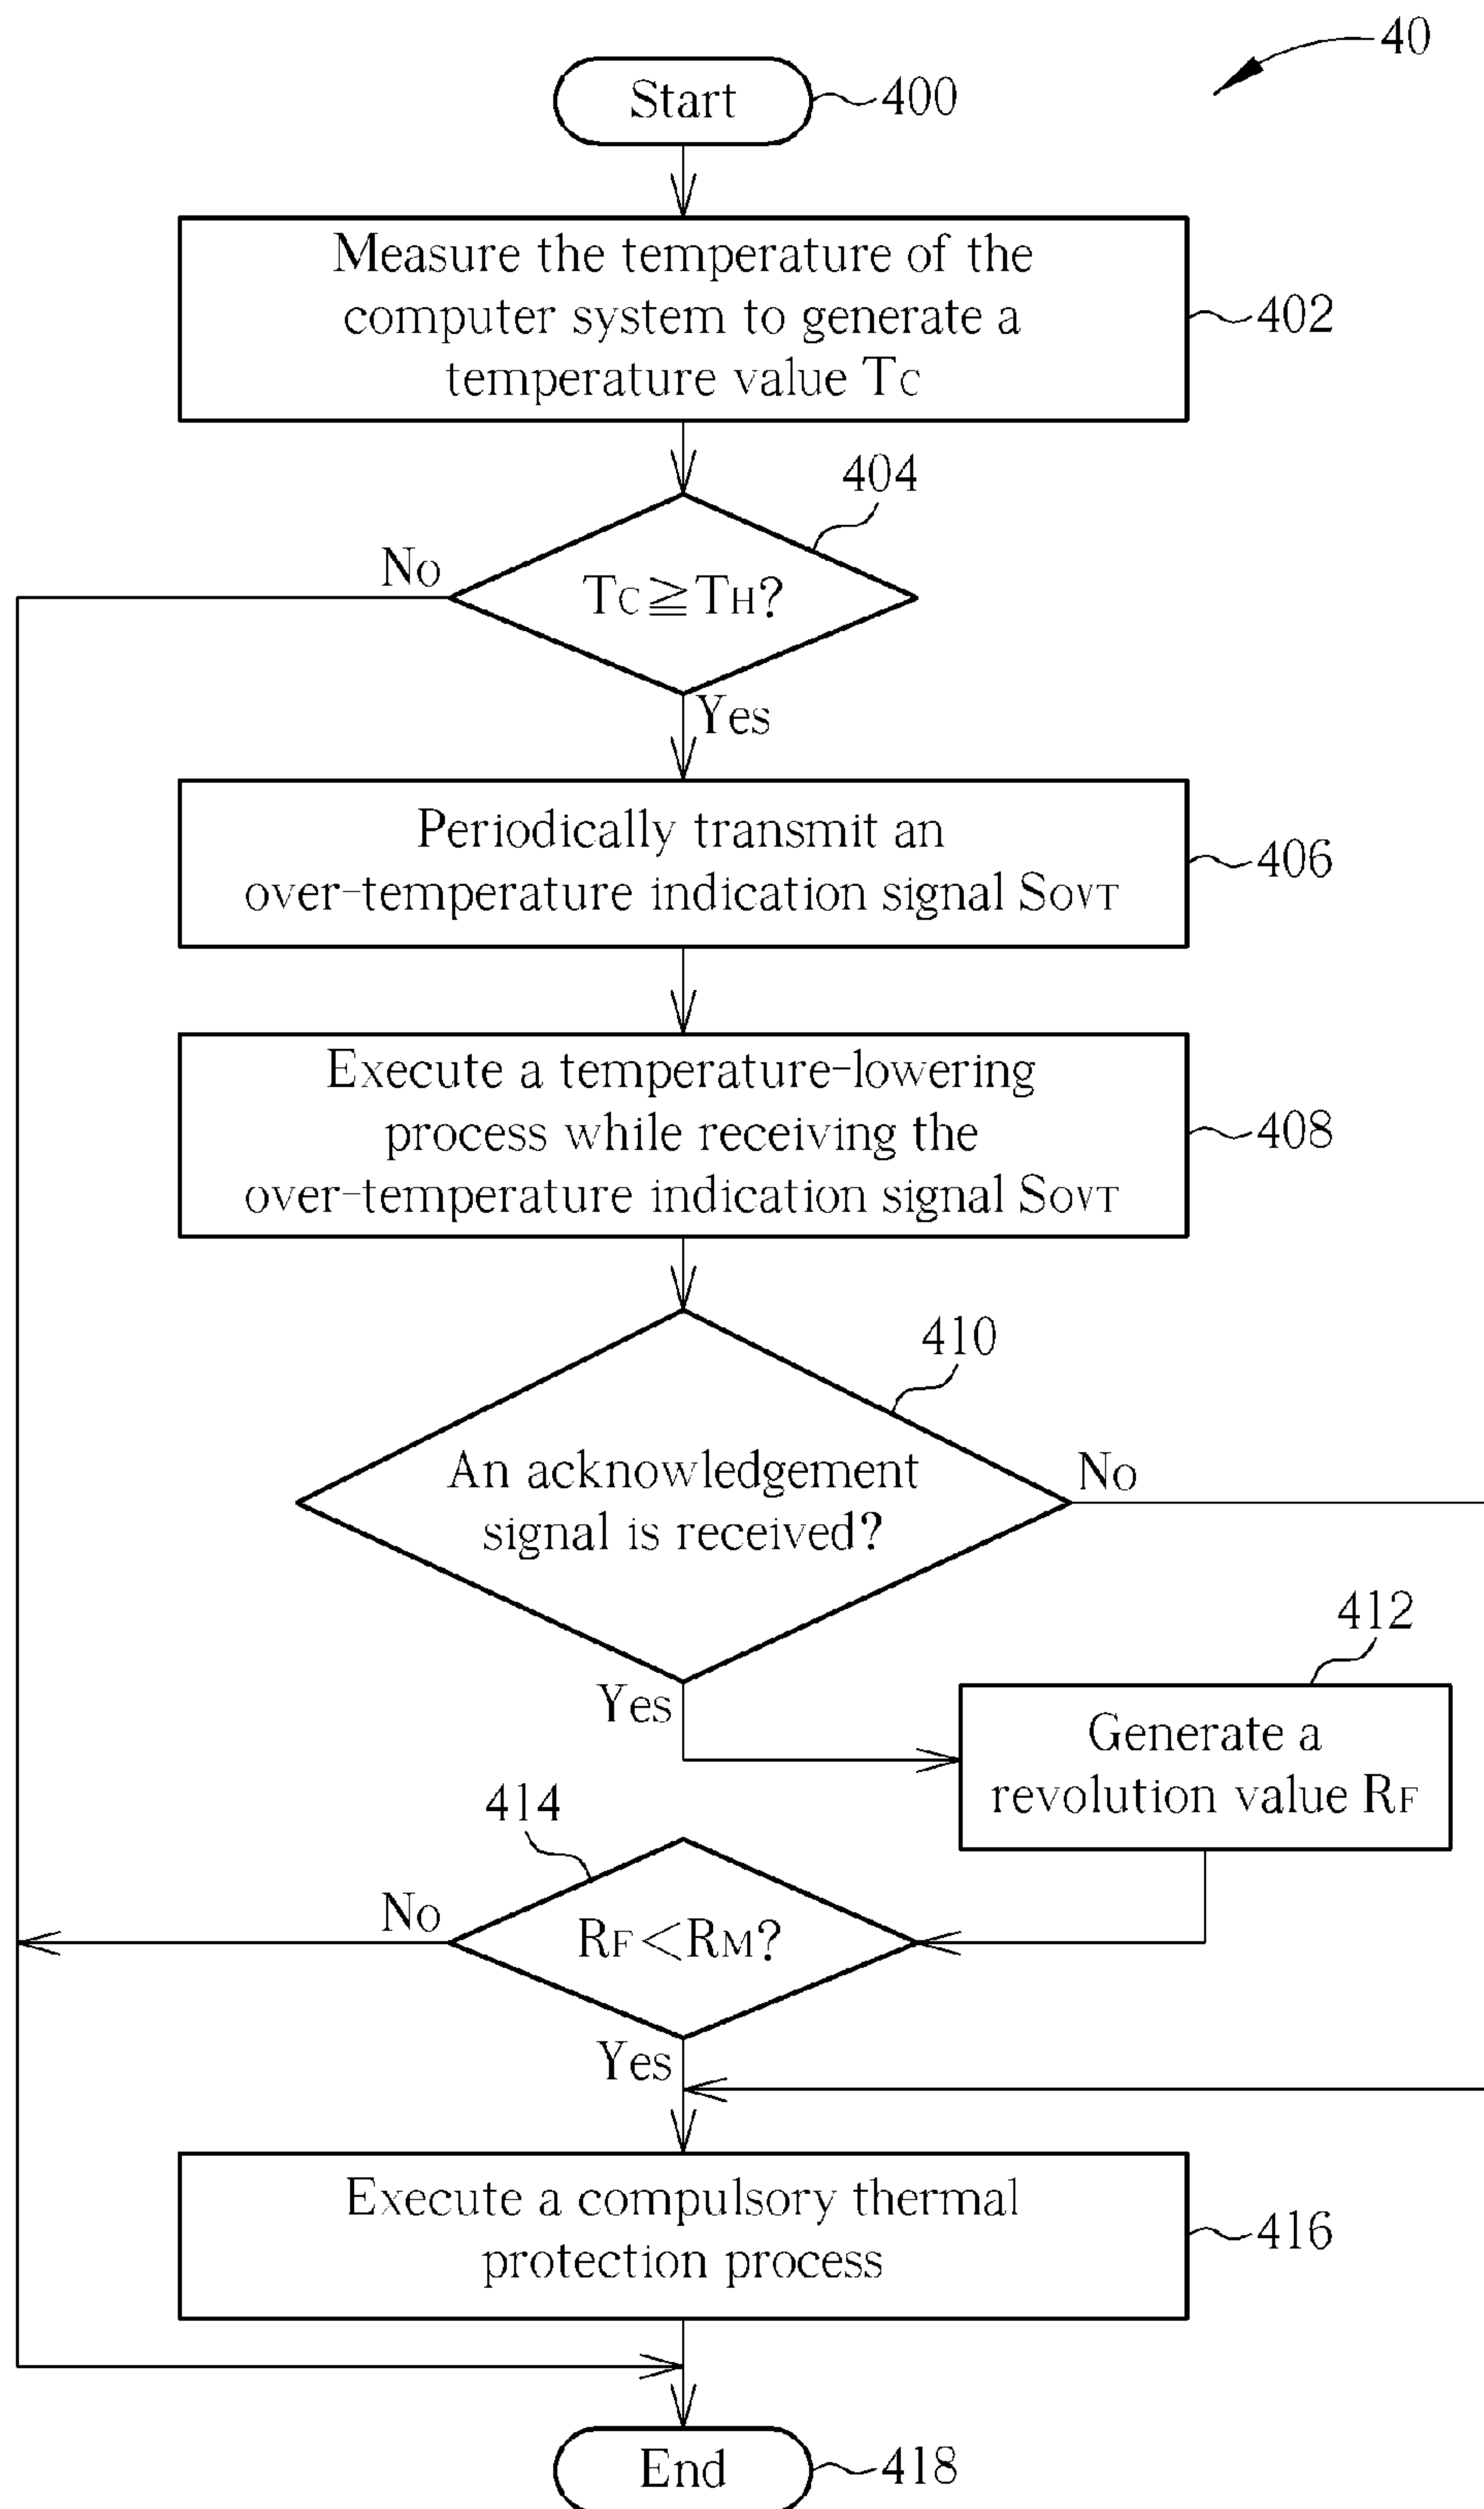 40
Start
400
Measure the temperature of the
computer system to generate a
temperature value TC
402
404
No
TC≧TH?
Yes
Periodically transmit an
over-temperature indication signal SOVT
406
Execute a temperature-lowering
process while receiving the
over-temperature indication signal SOVT
408
410
An acknowledgement
signal is received?
No
Yes
412
Generate a
revolution value RF
414
No
RF<RM?
Yes
Execute a compulsory thermal
protection process
416
End
418